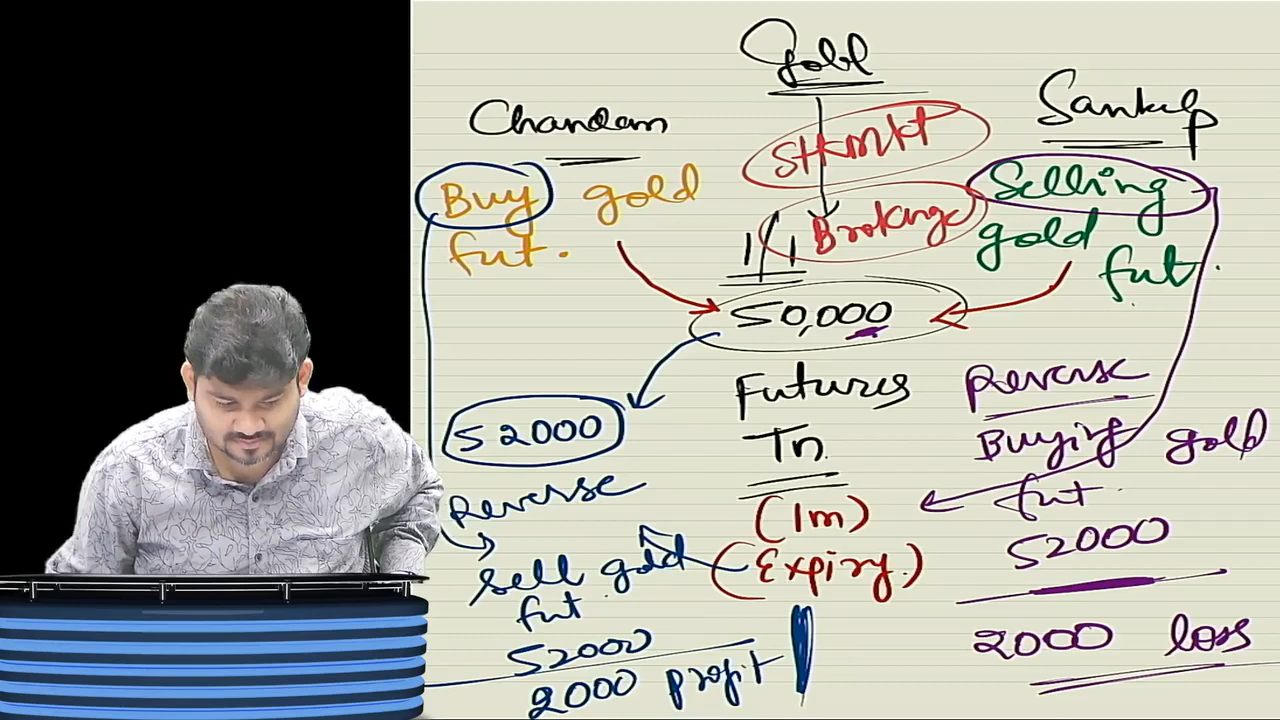 Gold
Chandan
Sankalp
STKMKT
Buy gold
fut.
Broking
Selling
gold
fut.
50,000
Futures
Tn
(1m)
(Expiry.)
52000
Reverse
Sell gold
fut
52000
2000 profit
Reverse
Buying gold
fut.
52000
2000 loss